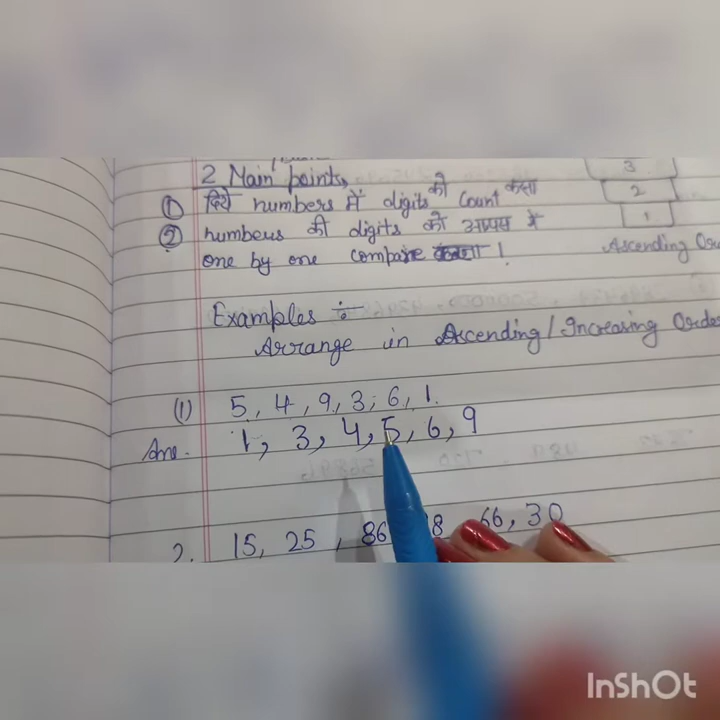 2 Main points,
3
① दिये numbers में digits को Count करना
2
② numbers की digits को आपस में
1
one by one compare करना ।
Ascending
Examples ÷
Arrange in Ascending/Increasing Order
(1) 5, 4, 9, 3, 6, 1.
Ans. 1, 3, 4, 5, 6, 9
2. 15, 25, 86 66, 30
InShOt